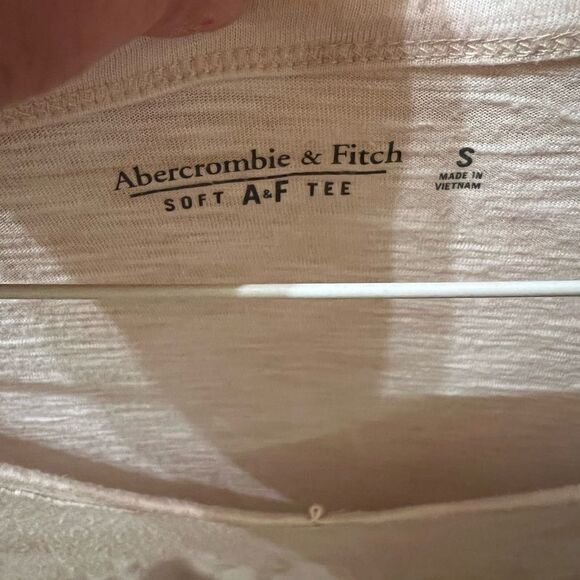 Abercrombie & Fitch
SOFT A&F TEE
S
MADE IN
VIETNAM